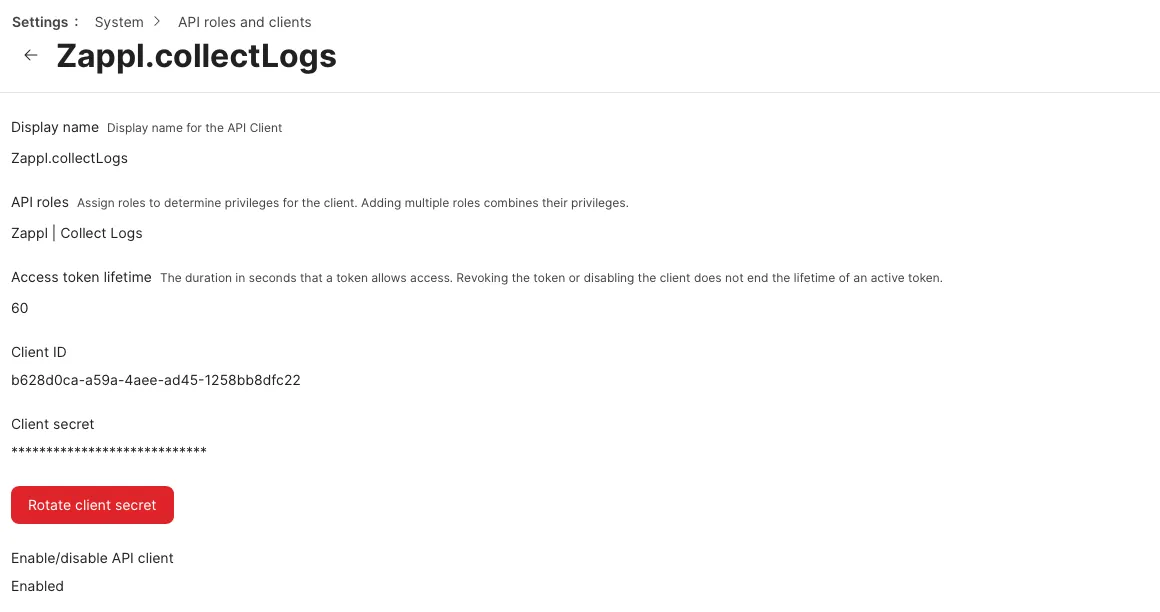 Settings : System > API roles and clients
← Zappl.collectLogs
Display name Display name for the API Client
Zappl.collectLogs
API roles Assign roles to determine privileges for the client. Adding multiple roles combines their privileges.
Zappl | Collect Logs
Access token lifetime The duration in seconds that a token allows access. Revoking the token or disabling the client does not end the lifetime of an active token.
60
Client ID
b628d0ca-a59a-4aee-ad45-1258bb8dfc22
Client secret
****************************
Rotate client secret
Enable/disable API client
Enabled